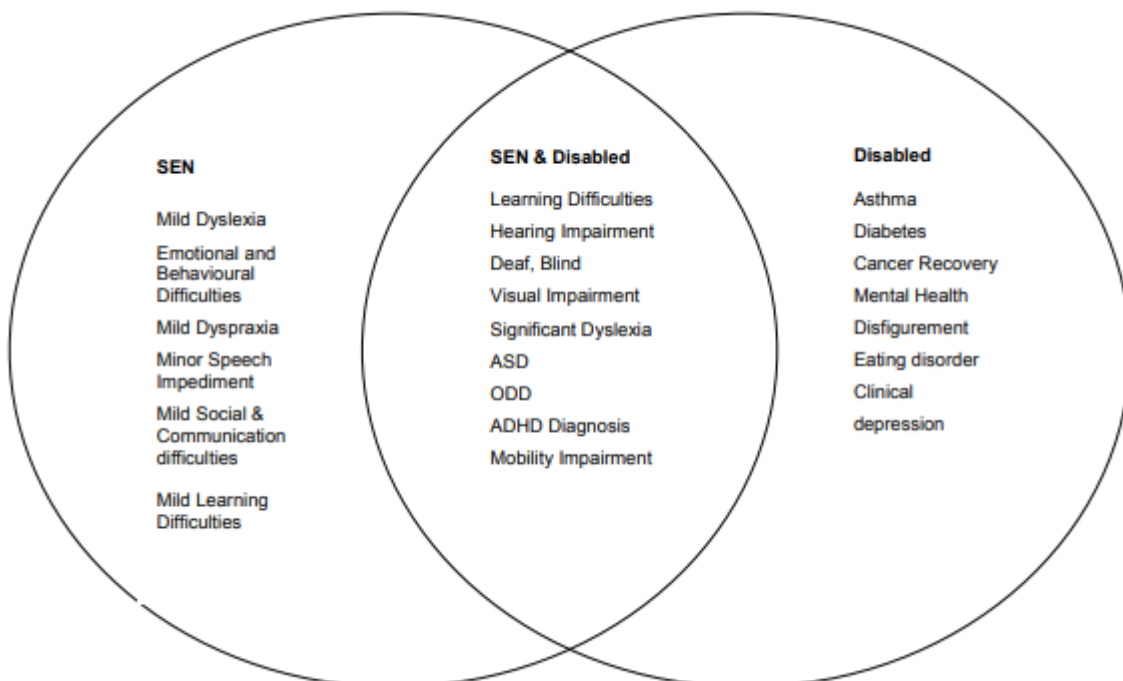 SEN
Mild Dyslexia
Emotional and
Behavioural
Difficulties
Mild Dyspraxia
Minor Speech
Impediment
Mild Social &
Communication
difficulties
Mild Learning
Difficulties
SEN & Disabled
Learning Difficulties
Hearing Impairment
Deaf, Blind
Visual Impairment
Significant Dyslexia
ASD
ODD
ADHD Diagnosis
Mobility Impairment
Disabled
Asthma
Diabetes
Cancer Recovery
Mental Health
Disfigurement
Eating disorder
Clinical
depression